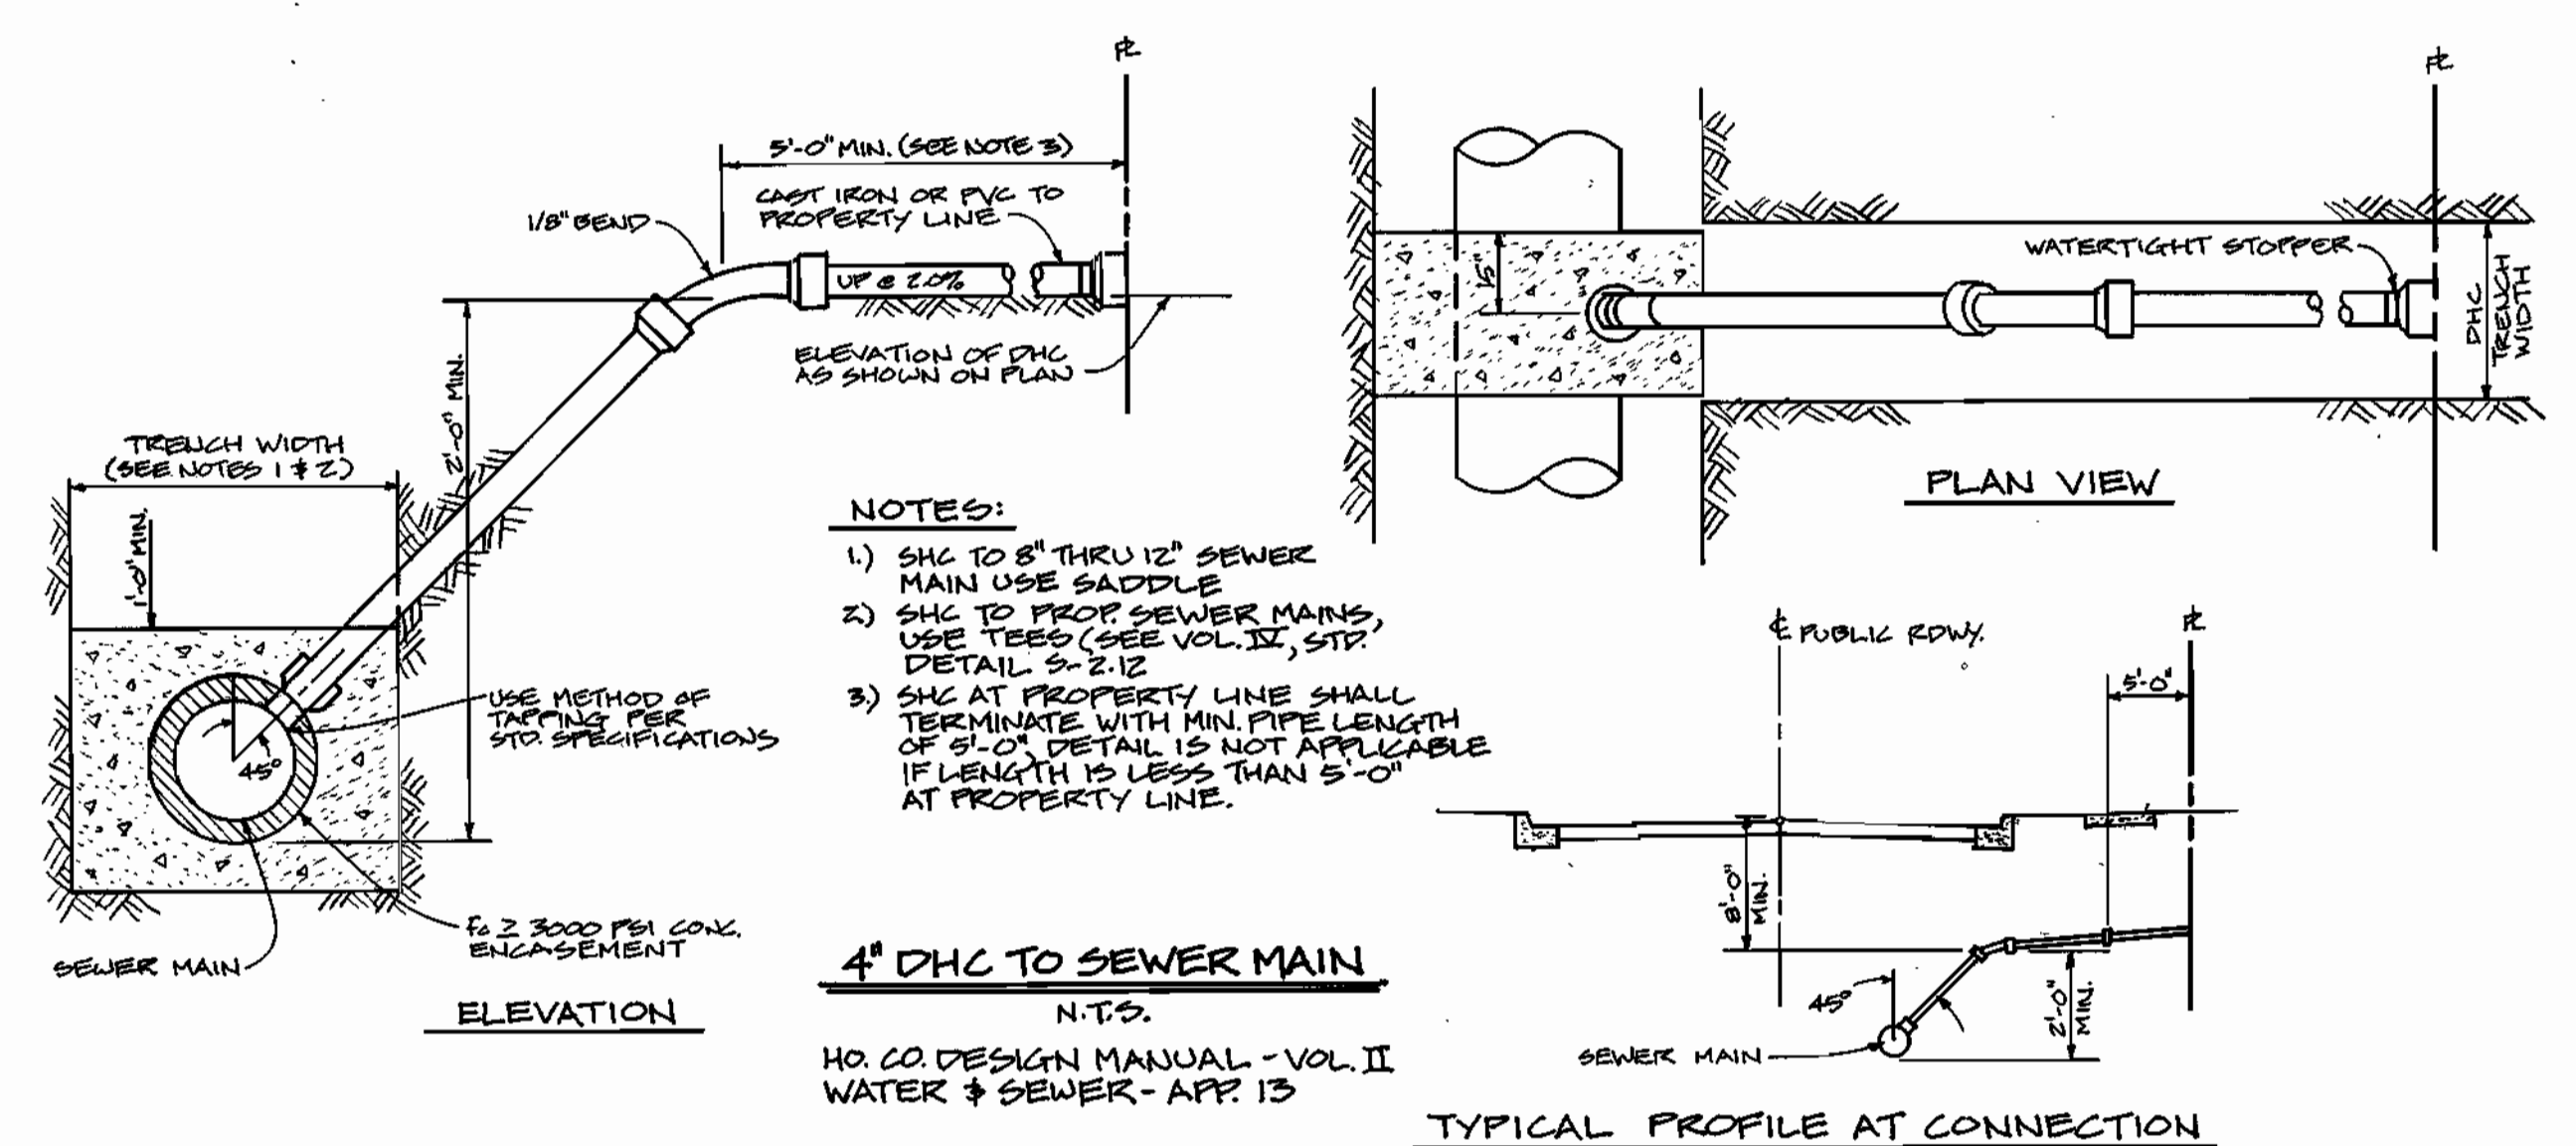 ℄ 
5'-0" MIN. (SEE NOTE 3)
CAST IRON OR PVC TO
PROPERTY LINE
1/8" BEND
UP @ 2.0%
ELEVATION OF DHC
AS SHOWN ON PLAN
2'-0" MIN.
TRENCH WIDTH
(SEE NOTES 1 & 2)
1'-0" MIN.
USE METHOD OF
TAPPING PER
STD. SPECIFICATIONS
45°
fc ≥ 3000 PSI CONC.
ENCASEMENT
SEWER MAIN
ELEVATION
NOTES:
1.) SHC TO 8" THRU 12" SEWER
MAIN USE SADDLE
2) SHC TO PROP. SEWER MAINS,
USE TEES (SEE VOL. IV, STD.
DETAIL S-2.12
3.) SHC AT PROPERTY LINE SHALL
TERMINATE WITH MIN. PIPE LENGTH
OF 5'-0", DETAIL IS NOT APPLICABLE
IF LENGTH IS LESS THAN 5'-0"
AT PROPERTY LINE.
4" DHC TO SEWER MAIN
N.T.S.
HO. CO. DESIGN MANUAL - VOL. II
WATER & SEWER - APP. 13
PL
15"
WATERTIGHT STOPPER
DHC
TRENCH
WIDTH
PLAN VIEW
℄ PUBLIC RDWY.
PL
5'-0"
8'-0"
MIN.
45°
2'-0"
MIN.
SEWER MAIN
TYPICAL PROFILE AT CONNECTION